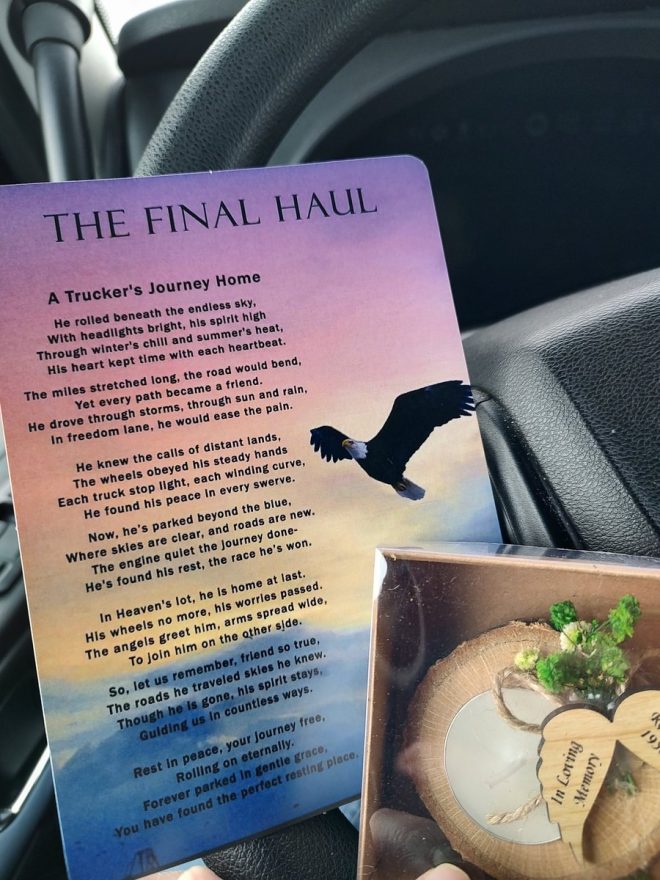 THE FINAL HAUL
A Trucker's Journey Home
He rolled beneath the endless sky,
With headlights bright, his spirit high
Through winter's chill and summer's heat,
His heart kept time with each heartbeat.
The miles stretched long, the road would bend,
Yet every path became a friend.
He drove through storms, through sun and rain,
In freedom lane, he would ease the pain.
He knew the calls of distant lands,
The wheels obeyed his steady hands
Each truck stop light, each winding curve,
He found his peace in every swerve.
Now, he's parked beyond the blue,
Where skies are clear, and roads are new.
The engine quiet the journey done-
He's found his rest, the race he's won.
In Heaven's lot, he is home at last.
His wheels no more, his worries passed.
The angels greet him, arms spread wide,
To join him on the other side.
So, let us remember, friend so true,
The roads he traveled skies he knew.
Though he is gone, his spirit stays,
Guiding us in countless ways.
Rest in peace, your journey free,
Rolling on eternally.
Forever parked in gentle grace,
You have found the perfect resting place.
In Loving
Memory